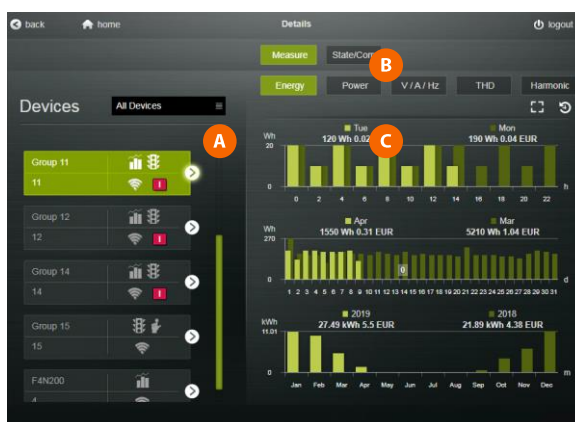 back home Details logout
Measure State/Com B
Energy Power V / A / Hz THD Harmonic
Devices All Devices
A
Group 11
11 I
Group 12
12 I
Group 14
14 I
Group 15
15
F4N200
4
Tue Mon
Wh 120 Wh 0.02 C 190 Wh 0.04 EUR
20
0 h
0 2 4 6 8 10 12 14 16 18 20 22
Apr Mar
Wh 1550 Wh 0.31 EUR 5210 Wh 1.04 EUR
270
0
0 d
1 2 3 4 5 6 7 8 9 10 11 12 13 14 15 16 17 18 19 20 21 22 23 24 25 26 27 28 29 30 31
2019 2018
kWh 27.49 kWh 5.5 EUR 21.89 kWh 4.38 EUR
11.01
0 m
Jan Feb Mar Apr May Jun Jul Aug Sep Oct Nov Dec